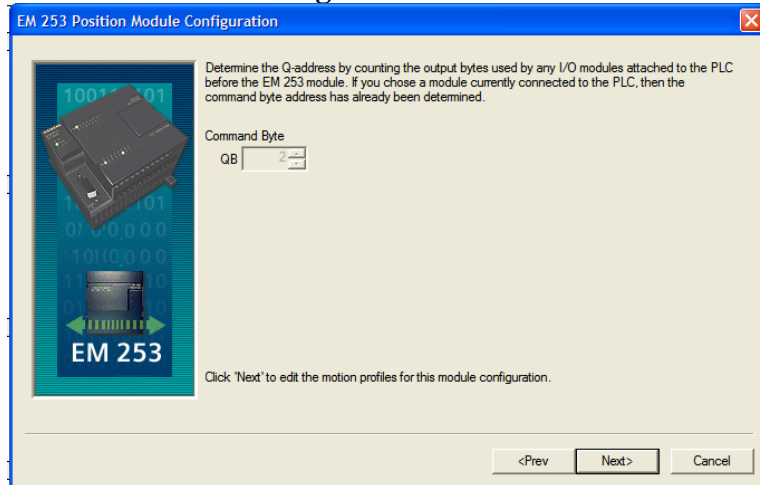 EM 253 Position Module Configuration
Determine the Q-address by counting the output bytes used by any I/O modules attached to the PLC
before the EM 253 module. If you chose a module currently connected to the PLC, then the
command byte address has already been determined.
Command Byte
QB 2
EM 253
Click 'Next' to edit the motion profiles for this module configuration.
<Prev Next> Cancel